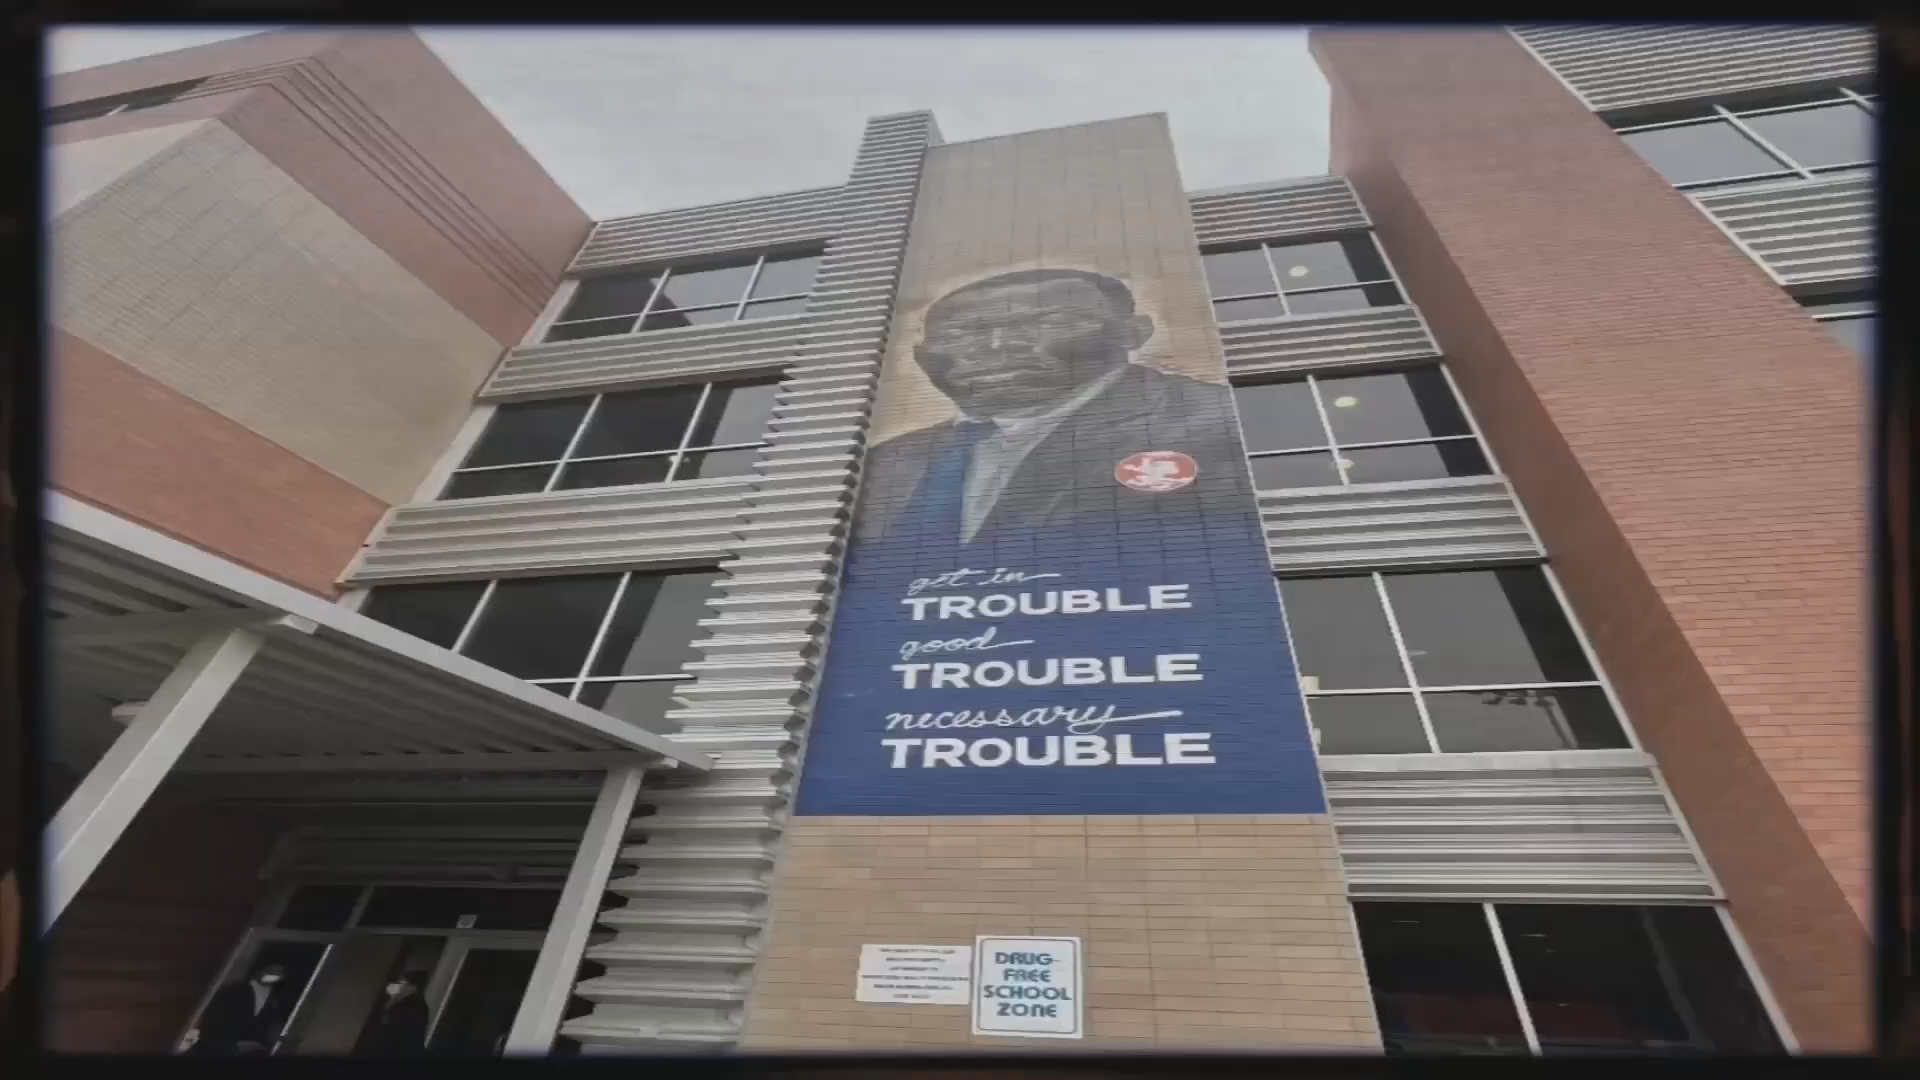 get in
TROUBLE
good
TROUBLE
necessary
TROUBLE
DRUG-
FREE
SCHOOL
ZONE